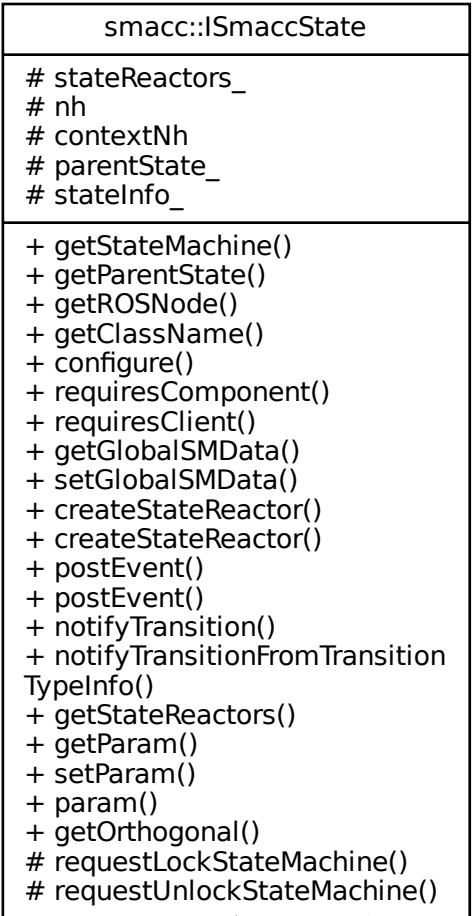 smacc::ISmaccState
# stateReactors_
# nh
# contextNh
# parentState_
# stateInfo_
+ getStateMachine()
+ getParentState()
+ getROSNode()
+ getClassName()
+ configure()
+ requiresComponent()
+ requiresClient()
+ getGlobalSMData()
+ setGlobalSMData()
+ createStateReactor()
+ createStateReactor()
+ postEvent()
+ postEvent()
+ notifyTransition()
+ notifyTransitionFromTransition
TypeInfo()
+ getStateReactors()
+ getParam()
+ setParam()
+ param()
+ getOrthogonal()
# requestLockStateMachine()
# requestUnlockStateMachine()